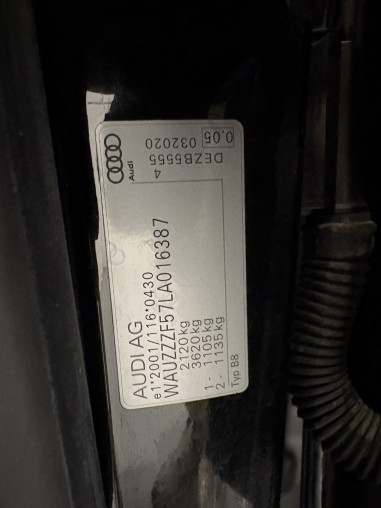 AUDI AG
e1*2001/116*0430
WAUZZZF57LA016387
2120 kg
3620 kg
1- 1105 kg
2 - 1135 kg
Typ B8
Audi
DEZB55555
4
032020
0.05